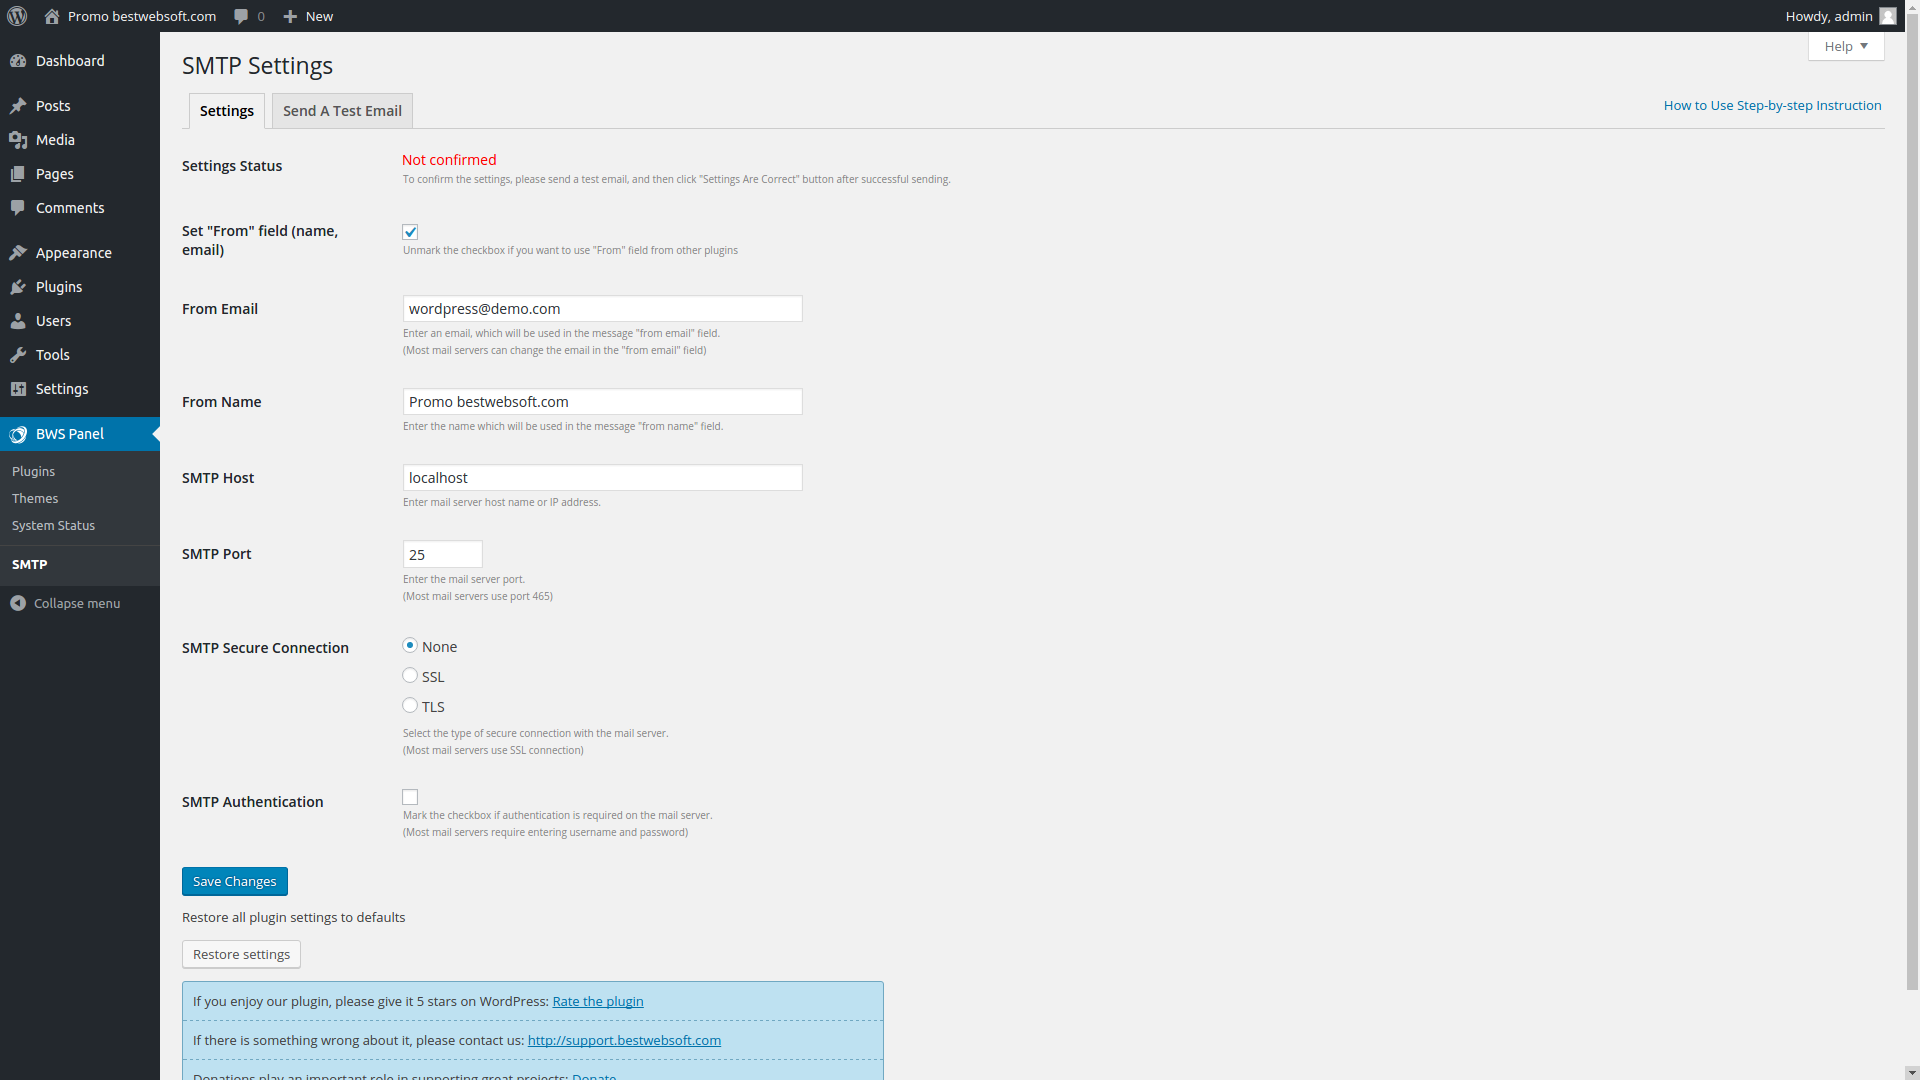 Promo bestwebsoft.com 0 New Howdy, admin
Help
Dashboard
Posts
Media
Pages
Comments
Appearance
Plugins
Users
Tools
Settings
BWS Panel
Plugins
Themes
System Status
SMTP
Collapse menu
SMTP Settings
Settings Send A Test Email
How to Use Step-by-step Instruction
Settings Status
Not confirmed
To confirm the settings, please send a test email, and then click "Settings Are Correct" button after successful sending.
Set "From" field (name,
email)
Unmark the checkbox if you want to use "From" field from other plugins
From Email
wordpress@demo.com
Enter an email, which will be used in the message "from email" field.
(Most mail servers can change the email in the "from email" field)
From Name
Promo bestwebsoft.com
Enter the name which will be used in the message "from name" field.
SMTP Host
localhost
Enter mail server host name or IP address.
SMTP Port
25
Enter the mail server port.
(Most mail servers use port 465)
SMTP Secure Connection
None
SSL
TLS
Select the type of secure connection with the mail server.
(Most mail servers use SSL connection)
SMTP Authentication
Mark the checkbox if authentication is required on the mail server.
(Most mail servers require entering username and password)
Save Changes
Restore all plugin settings to defaults
Restore settings
If you enjoy our plugin, please give it 5 stars on WordPress: Rate the plugin
If there is something wrong about it, please contact us: http://support.bestwebsoft.com
Donations play an important role in supporting great projects: Donate